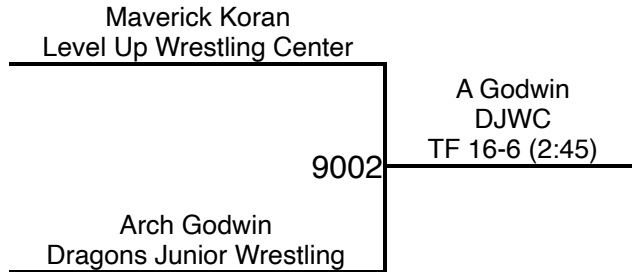 Maverick Koran
Level Up Wrestling Center
A Godwin
DJWC
TF 16-6 (2:45)
9002
Arch Godwin
Dragons Junior Wrestling